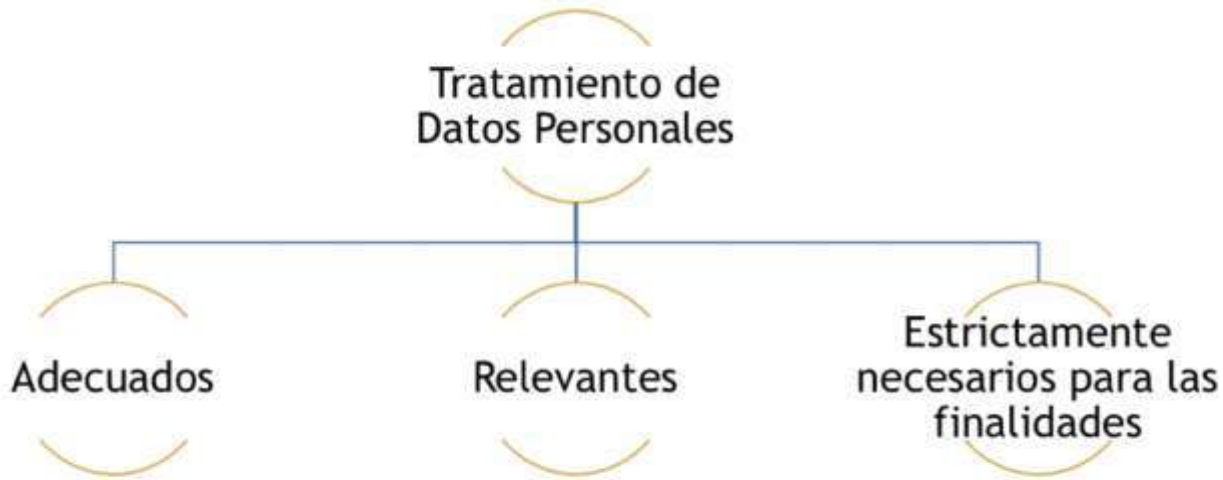 Tratamiento de
Datos Personales
Adecuados
Relevantes
Estrictamente
necesarios para las
finalidades